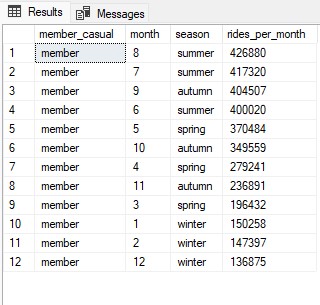 Results Messages
member_casual month season rides_per_month
1 member 8 summer 426880
2 member 7 summer 417320
3 member 9 autumn 404507
4 member 6 summer 400020
5 member 5 spring 370484
6 member 10 autumn 349559
7 member 4 spring 279241
8 member 11 autumn 236891
9 member 3 spring 196432
10 member 1 winter 150258
11 member 2 winter 147397
12 member 12 winter 136875